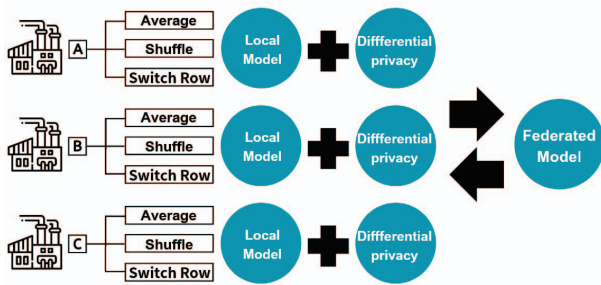 A
Average
Shuffle
Switch Row
Local
Model
Diffferential
privacy
B
Average
Shuffle
Switch Row
Local
Model
Diffferential
privacy
C
Average
Shuffle
Switch Row
Local
Model
Diffferential
privacy
Federated
Model